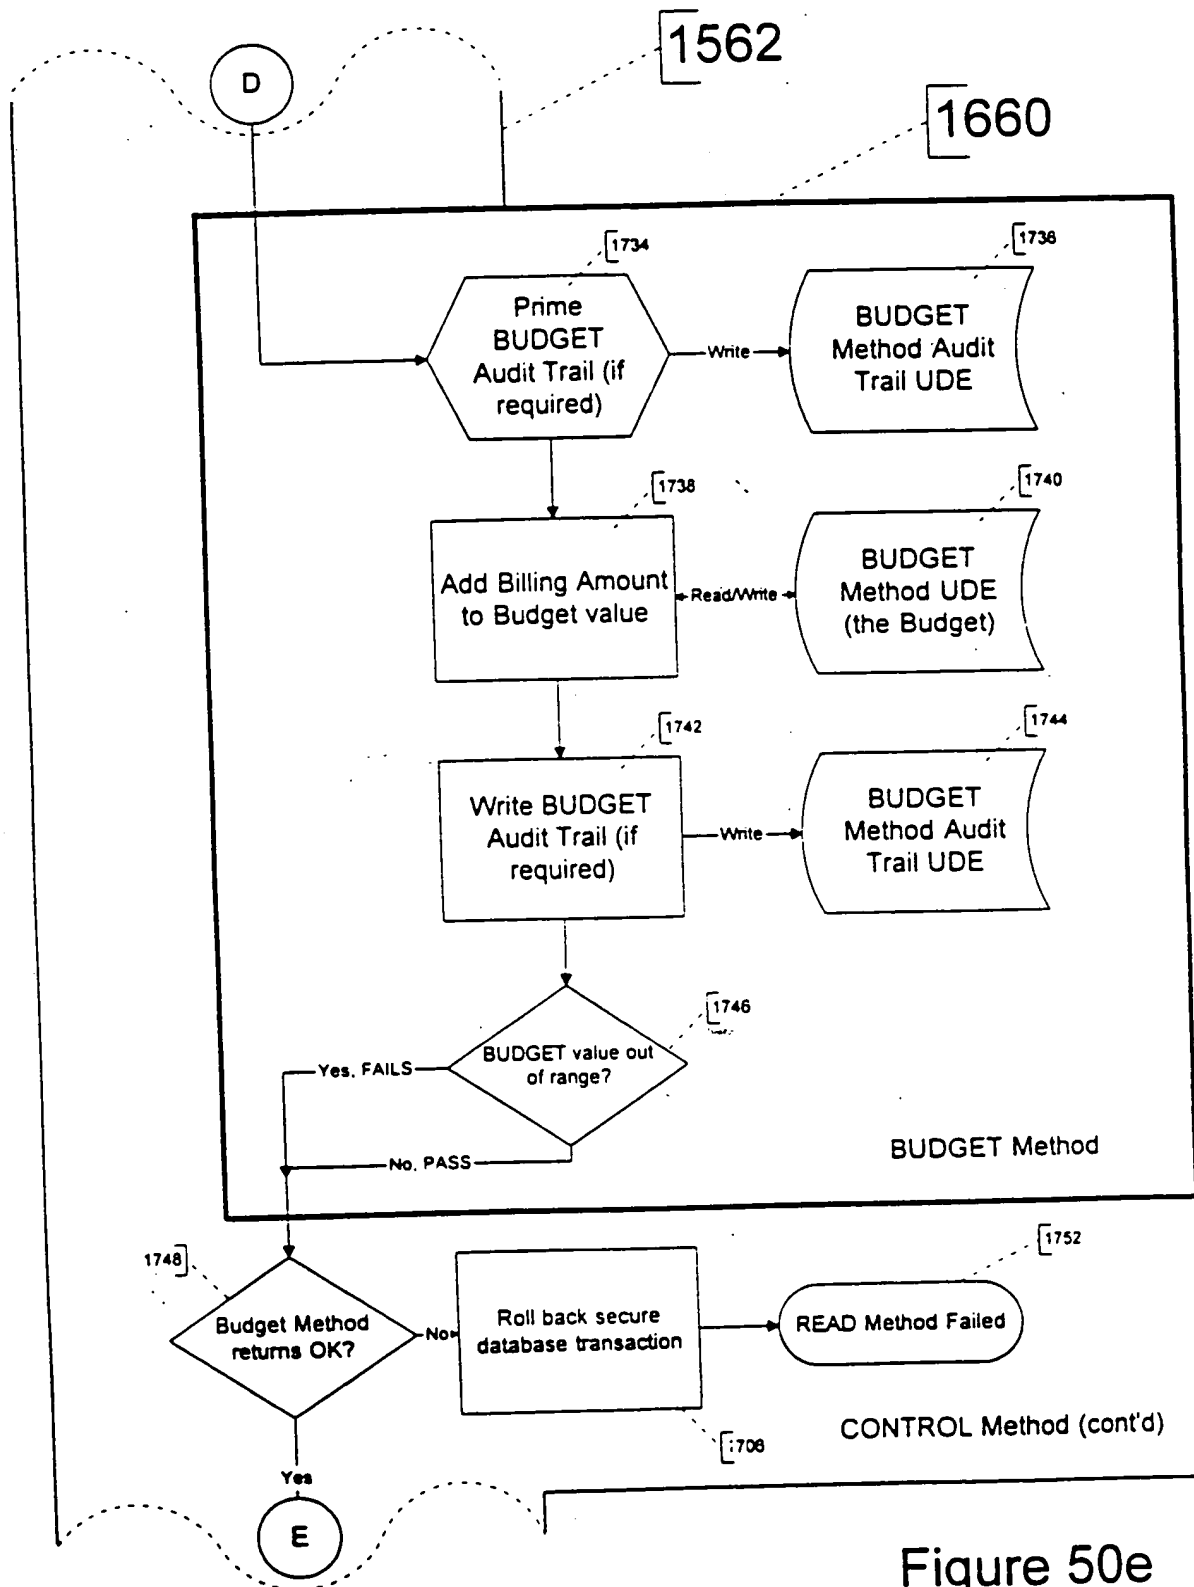 1562
D
1660
1734
1736
Prime
BUDGET
Audit Trail (if
required)
Write
BUDGET
Method Audit
Trail UDE
1738
1740
Add Billing Amount
to Budget value
Read/Write
BUDGET
Method UDE
(the Budget)
1742
1744
Write BUDGET
Audit Trail (if
required)
Write
BUDGET
Method Audit
Trail UDE
1746
BUDGET value out
of range?
Yes, FAILS
No, PASS
BUDGET Method
1748
1752
Budget Method
returns OK?
No
Roll back secure
database transaction
READ Method Failed
1706
CONTROL Method (cont'd)
Yes
E
Figure 50e